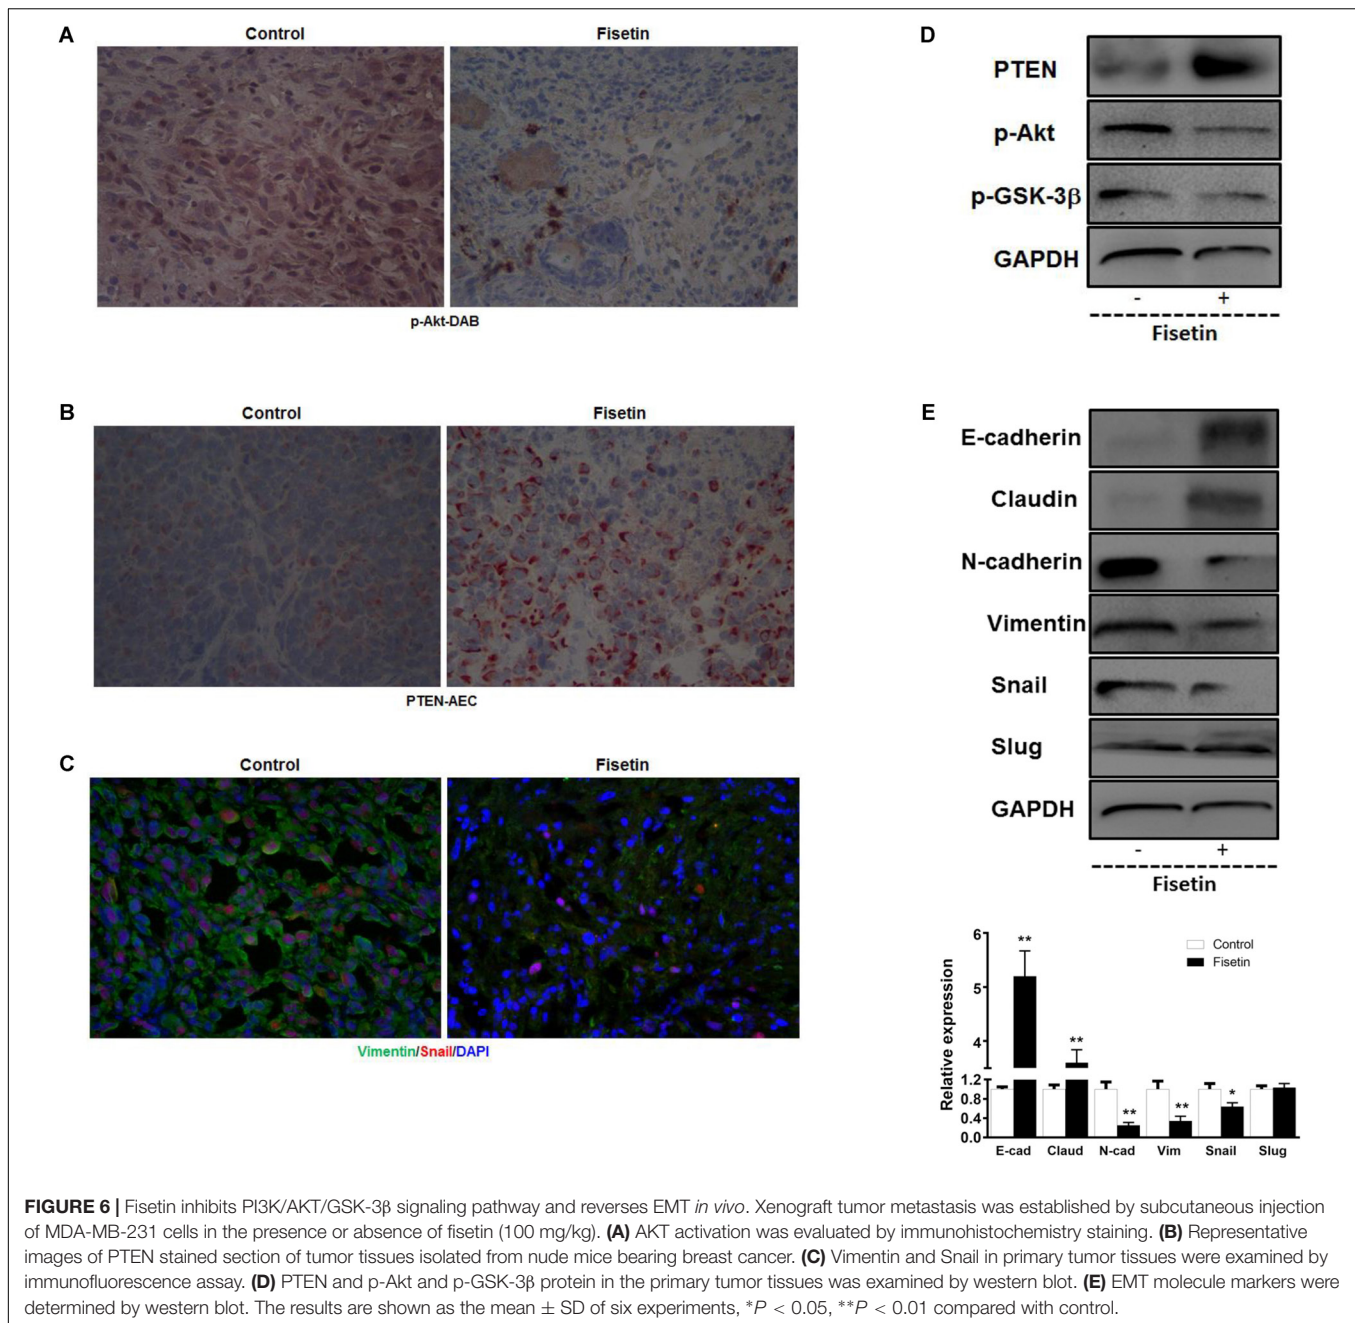 A
Control
Fisetin
p-Akt-DAB
B
Control
Fisetin
PTEN-AEC
C
Control
Fisetin
Vimentin/Snail/DAPI
D
PTEN
p-Akt
p-GSK-3β
GAPDH
- +
Fisetin
E
E-cadherin
Claudin
N-cadherin
Vimentin
Snail
Slug
GAPDH
- +
Fisetin
Relative expression
6
5
4
1.2
0.8
0.4
0.0
Control
Fisetin
** ** ** ** *
E-cad Claud N-cad Vim Snail Slug
FIGURE 6 | Fisetin inhibits PI3K/AKT/GSK-3β signaling pathway and reverses EMT in vivo. Xenograft tumor metastasis was established by subcutaneous injection
of MDA-MB-231 cells in the presence or absence of fisetin (100 mg/kg). (A) AKT activation was evaluated by immunohistochemistry staining. (B) Representative
images of PTEN stained section of tumor tissues isolated from nude mice bearing breast cancer. (C) Vimentin and Snail in primary tumor tissues were examined by
immunofluorescence assay. (D) PTEN and p-Akt and p-GSK-3β protein in the primary tumor tissues was examined by western blot. (E) EMT molecule markers were
determined by western blot. The results are shown as the mean ± SD of six experiments, *P < 0.05, **P < 0.01 compared with control.